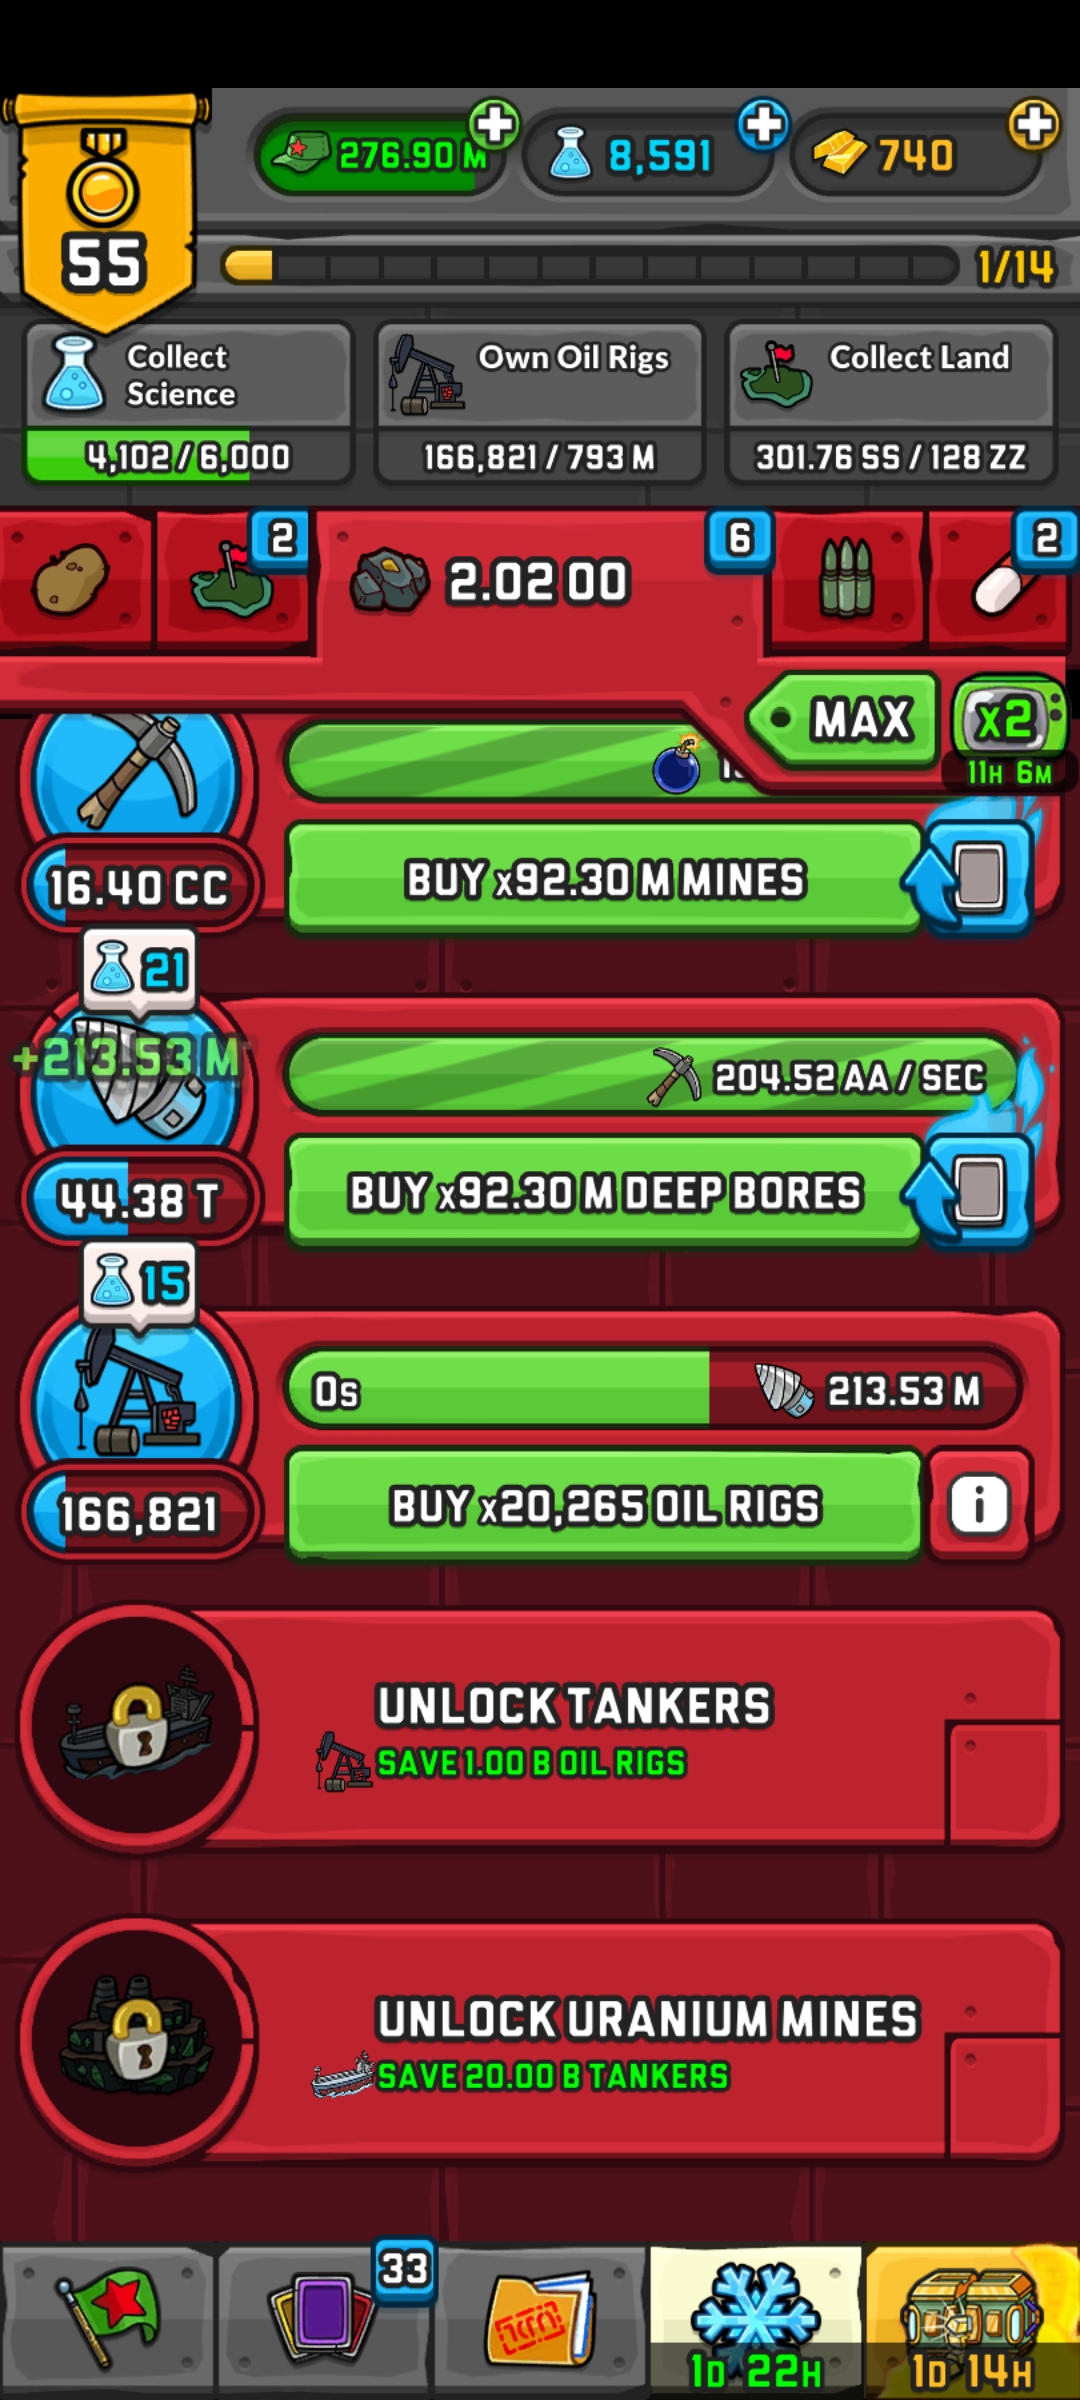 55
276.90 M
8,591
740
1/14
Collect
Science
4,102 / 6,000
Own Oil Rigs
166,821 / 793 M
Collect Land
301.76 SS / 128 ZZ
2
2.02 OO
6
2
MAX
x2
11H 6M
16.40 CC
BUY x92.30 M MINES
21
+213.53 M
204.52 AA / SEC
44.38 T
BUY x92.30 M DEEP BORES
15
0s
213.53 M
166,821
BUY x20,265 OIL RIGS
i
UNLOCK TANKERS
SAVE 1.00 B OIL RIGS
UNLOCK URANIUM MINES
SAVE 20.00 B TANKERS
33
1D 22H
1D 14H